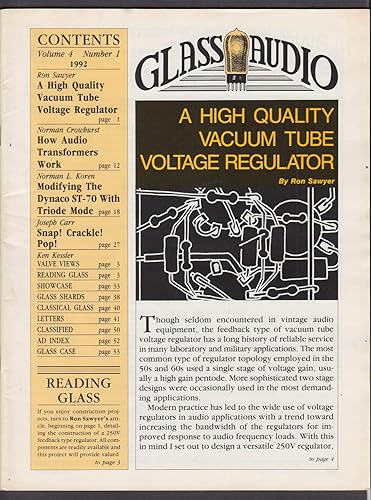 CONTENTS
Volume 4 Number 1
1992
Ron Sawyer
A High Quality
Vacuum Tube
Voltage Regulator
page 1
Norman Crowhurst
How Audio
Transformers
Work page 12
Norman L. Koren
Modifying The
Dynaco ST-70 With
Triode Mode page 18
Joseph Carr
Snap! Crackle!
Pop! page 27
Ken Kessler
VALVE VIEWS page 3
READING GLASS page 3
SHOWCASE page 33
GLASS SHARDS page 38
CLASSICAL GLASS page 40
LETTERS page 41
CLASSIFIED page 50
AD INDEX page 52
GLASS CASE page 53
READING
GLASS
If you enjoy construction proj-
ects, turn to Ron Sawyer's arti-
cle, beginning on page 1, detail-
ing the construction of a 250V
feedback type regulator. All com-
ponents are readily available and
this project will provide valued
to page 3
GLASS AUDIO
A HIGH QUALITY
VACUUM TUBE
VOLTAGE REGULATOR
By Ron Sawyer
Though seldom encountered in vintage audio
equipment, the feedback type of vacuum tube
voltage regulator has a long history of reliable service
in many laboratory and military applications. The most
common type of regulator topology employed in the
50s and 60s used a single stage of voltage gain, usu-
ally a high gain pentode. More sophisticated two stage
designs were occasionally used in the most demand-
ing applications.
Modern practice has led to the wide use of voltage
regulators in audio applications with a trend toward
increasing the bandwidth of the regulators for im-
proved response to audio frequency loads. With this
in mind I set out to design a versatile 250V regulator,
to page 4